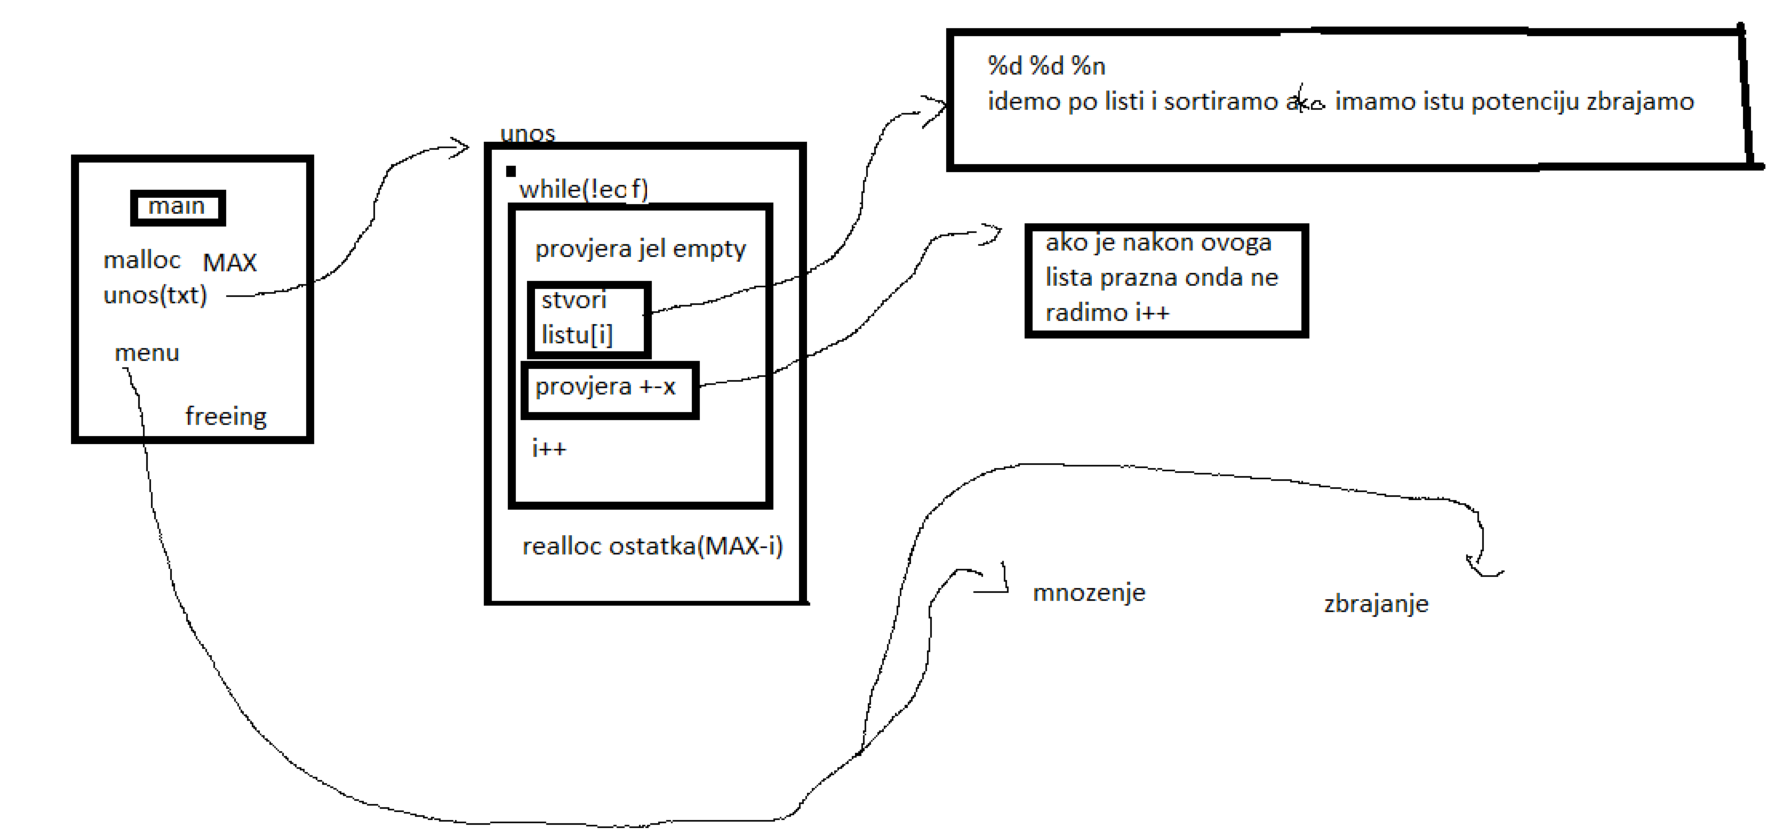 main
malloc MAX
unos(txt)
menu
freeing
unos
while(!eof)
provjera jel empty
stvori
listu[i]
provjera +-x
i++
realloc ostatka(MAX-i)
%d %d %n
idemo po listi i sortiramo ako imamo istu potenciju zbrajamo
ako je nakon ovoga
lista prazna onda ne
radimo i++
mnozenje
zbrajanje